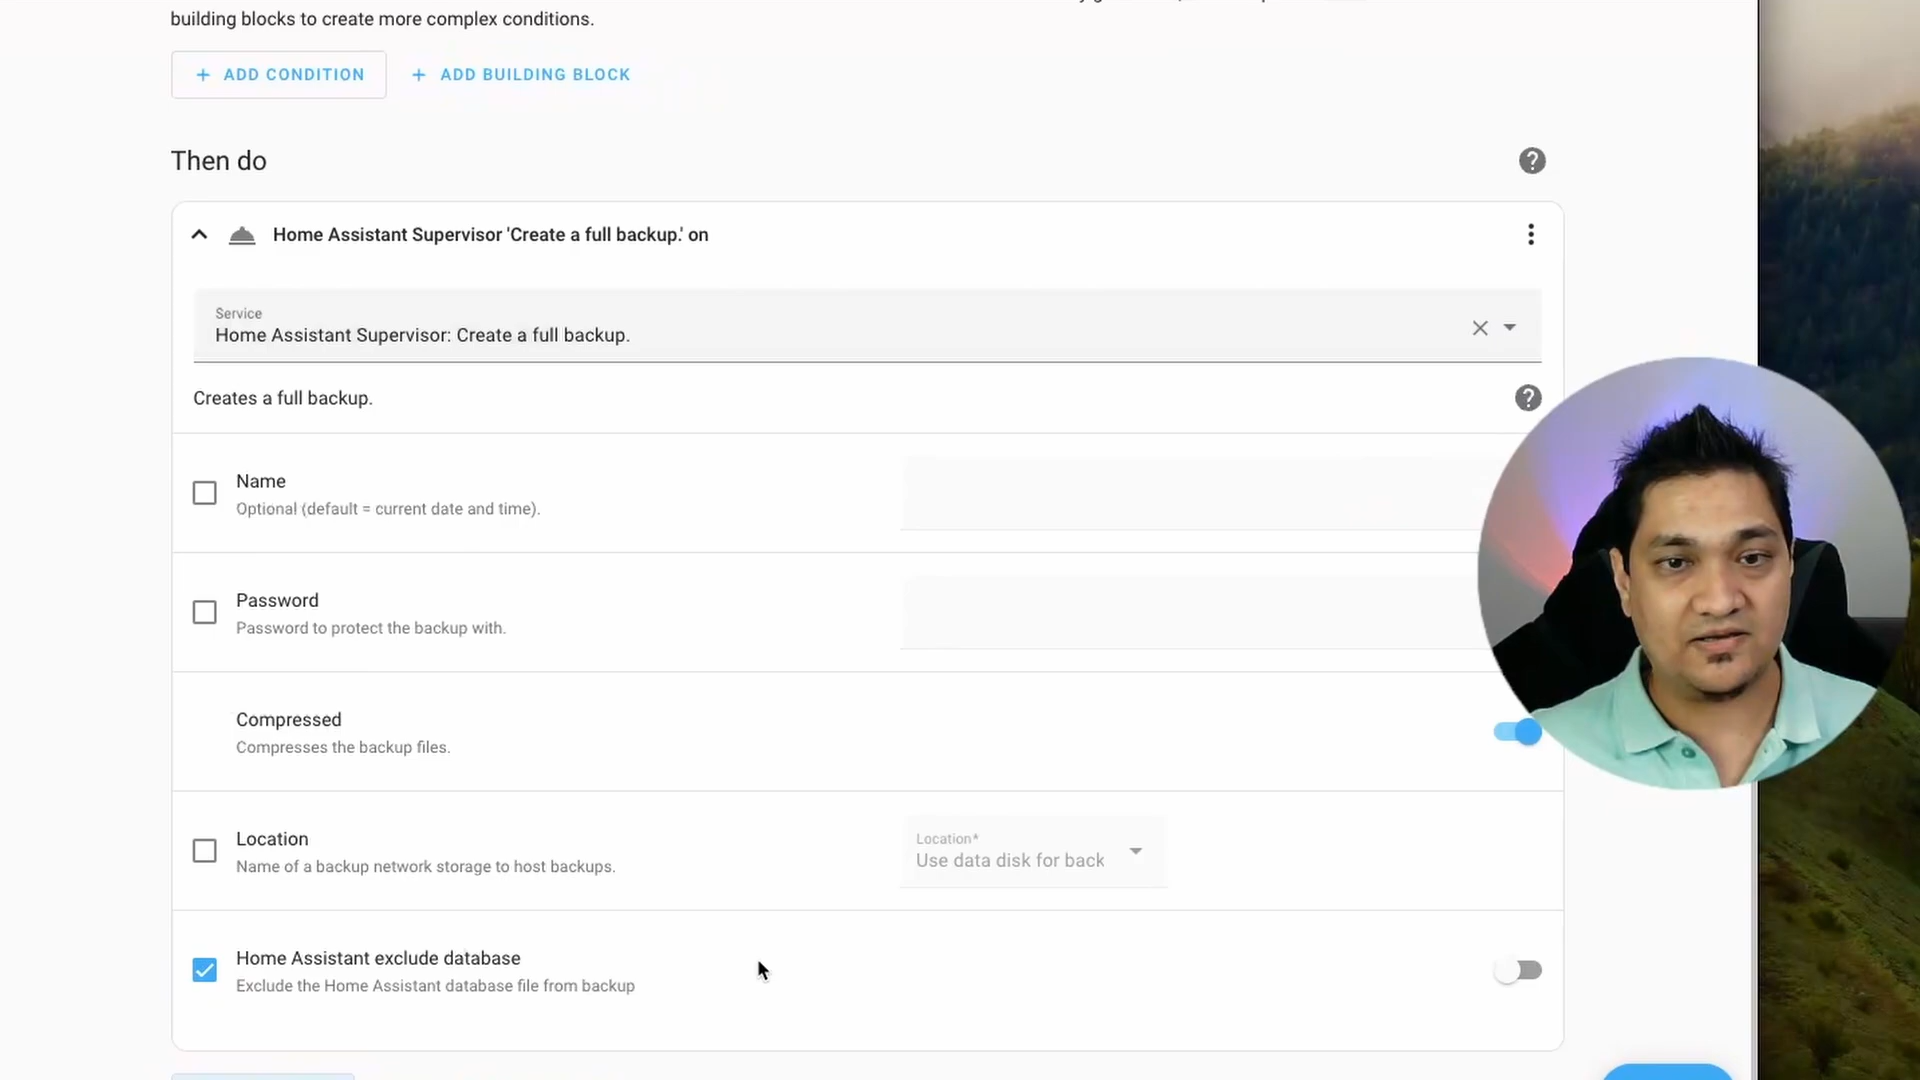 building blocks to create more complex conditions.
+ ADD CONDITION + ADD BUILDING BLOCK
Then do
Home Assistant Supervisor 'Create a full backup.' on
Service
Home Assistant Supervisor: Create a full backup.
Creates a full backup.
Name
Optional (default = current date and time).
Password
Password to protect the backup with.
Compressed
Compresses the backup files.
Location
Name of a backup network storage to host backups.
Location*
Use data disk for back
Home Assistant exclude database
Exclude the Home Assistant database file from backup